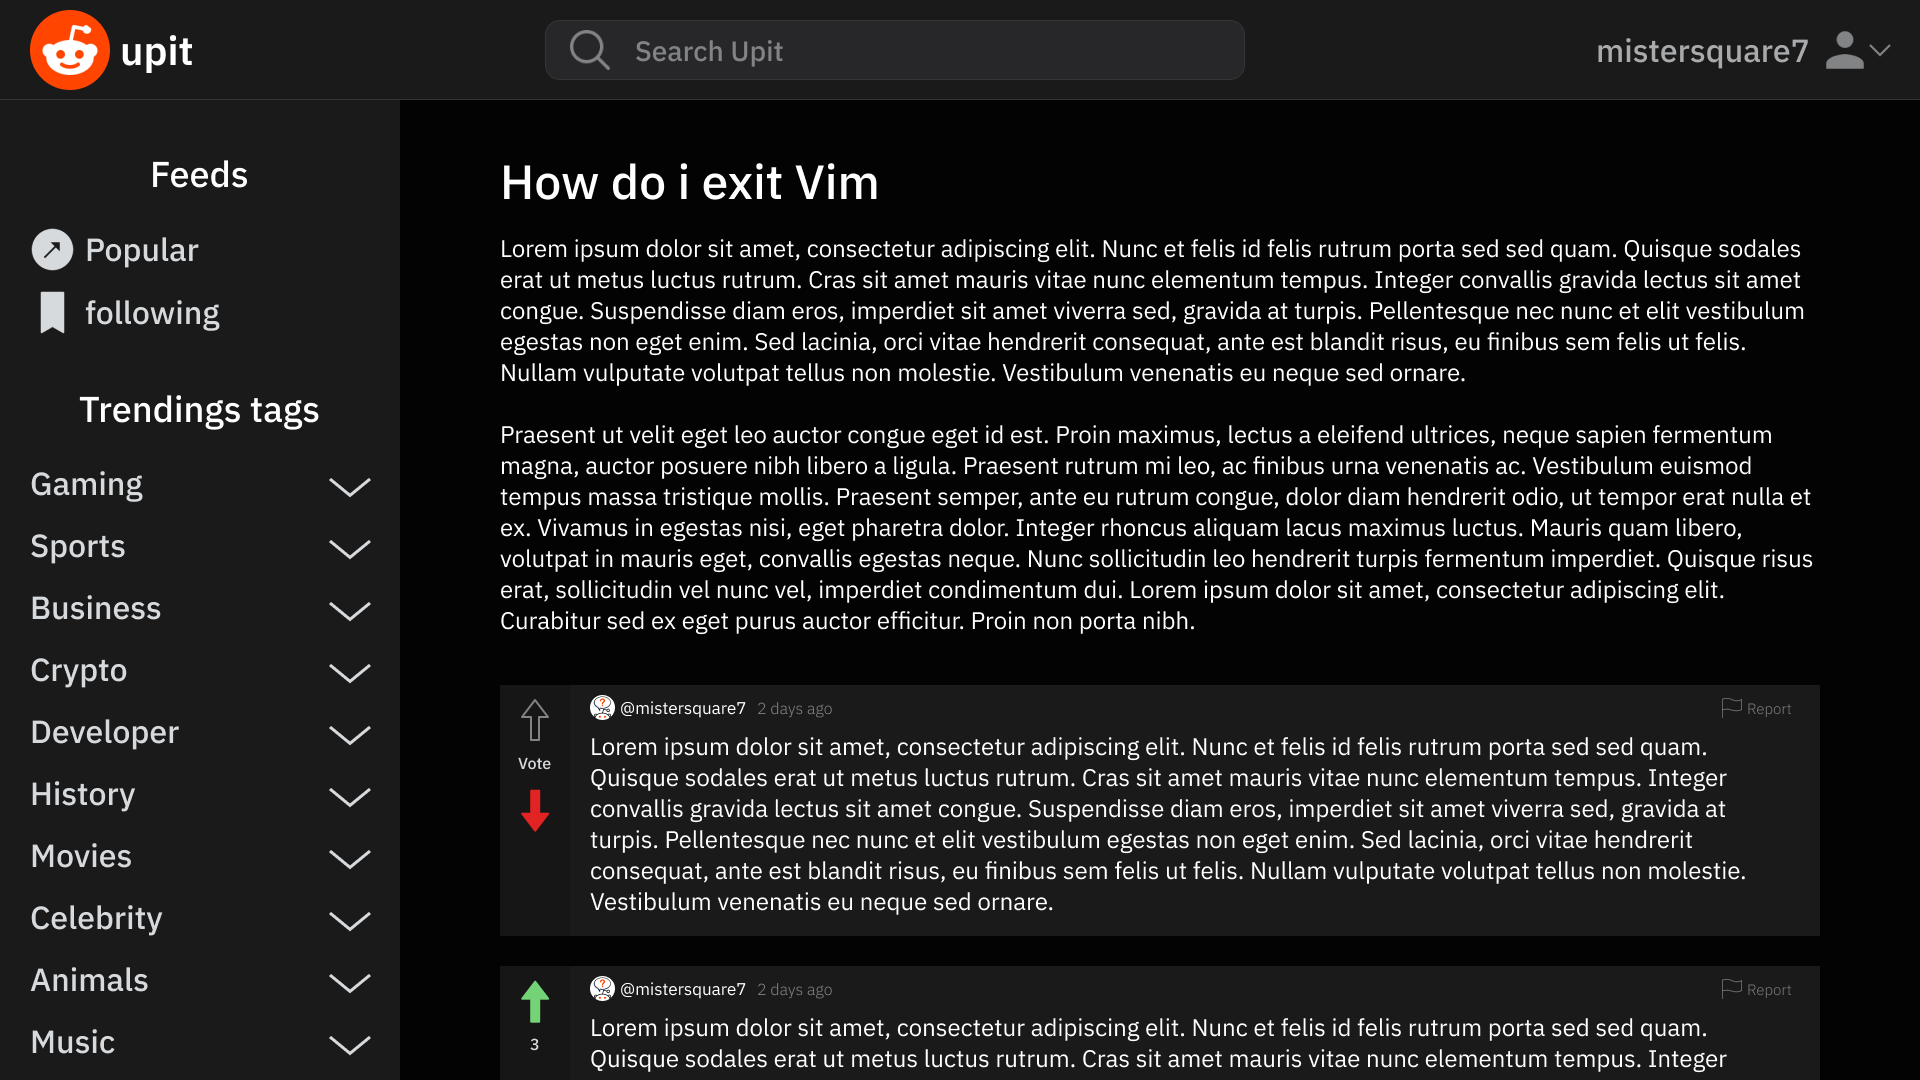 upit
Search Upit
mistersquare7
Feeds
Popular
following
Trendings tags
Gaming
Sports
Business
Crypto
Developer
History
Movies
Celebrity
Animals
Music
How do i exit Vim
Lorem ipsum dolor sit amet, consectetur adipiscing elit. Nunc et felis id felis rutrum porta sed sed quam. Quisque sodales
erat ut metus luctus rutrum. Cras sit amet mauris vitae nunc elementum tempus. Integer convallis gravida lectus sit amet
congue. Suspendisse diam eros, imperdiet sit amet viverra sed, gravida at turpis. Pellentesque nec nunc et elit vestibulum
egestas non eget enim. Sed lacinia, orci vitae hendrerit consequat, ante est blandit risus, eu finibus sem felis ut felis.
Nullam vulputate volutpat tellus non molestie. Vestibulum venenatis eu neque sed ornare.
Praesent ut velit eget leo auctor congue eget id est. Proin maximus, lectus a eleifend ultrices, neque sapien fermentum
magna, auctor posuere nibh libero a ligula. Praesent rutrum mi leo, ac finibus urna venenatis ac. Vestibulum euismod
tempus massa tristique mollis. Praesent semper, ante eu rutrum congue, dolor diam hendrerit odio, ut tempor erat nulla et
ex. Vivamus in egestas nisi, eget pharetra dolor. Integer rhoncus aliquam lacus maximus luctus. Mauris quam libero,
volutpat in mauris eget, convallis egestas neque. Nunc sollicitudin leo hendrerit turpis fermentum imperdiet. Quisque risus
erat, sollicitudin vel nunc vel, imperdiet condimentum dui. Lorem ipsum dolor sit amet, consectetur adipiscing elit.
Curabitur sed ex eget purus auctor efficitur. Proin non porta nibh.
@mistersquare7 2 days ago
Report
Vote
Lorem ipsum dolor sit amet, consectetur adipiscing elit. Nunc et felis id felis rutrum porta sed sed quam.
Quisque sodales erat ut metus luctus rutrum. Cras sit amet mauris vitae nunc elementum tempus. Integer
convallis gravida lectus sit amet congue. Suspendisse diam eros, imperdiet sit amet viverra sed, gravida at
turpis. Pellentesque nec nunc et elit vestibulum egestas non eget enim. Sed lacinia, orci vitae hendrerit
consequat, ante est blandit risus, eu finibus sem felis ut felis. Nullam vulputate volutpat tellus non molestie.
Vestibulum venenatis eu neque sed ornare.
@mistersquare7 2 days ago
Report
3
Lorem ipsum dolor sit amet, consectetur adipiscing elit. Nunc et felis id felis rutrum porta sed sed quam.
Quisque sodales erat ut metus luctus rutrum. Cras sit amet mauris vitae nunc elementum tempus. Integer